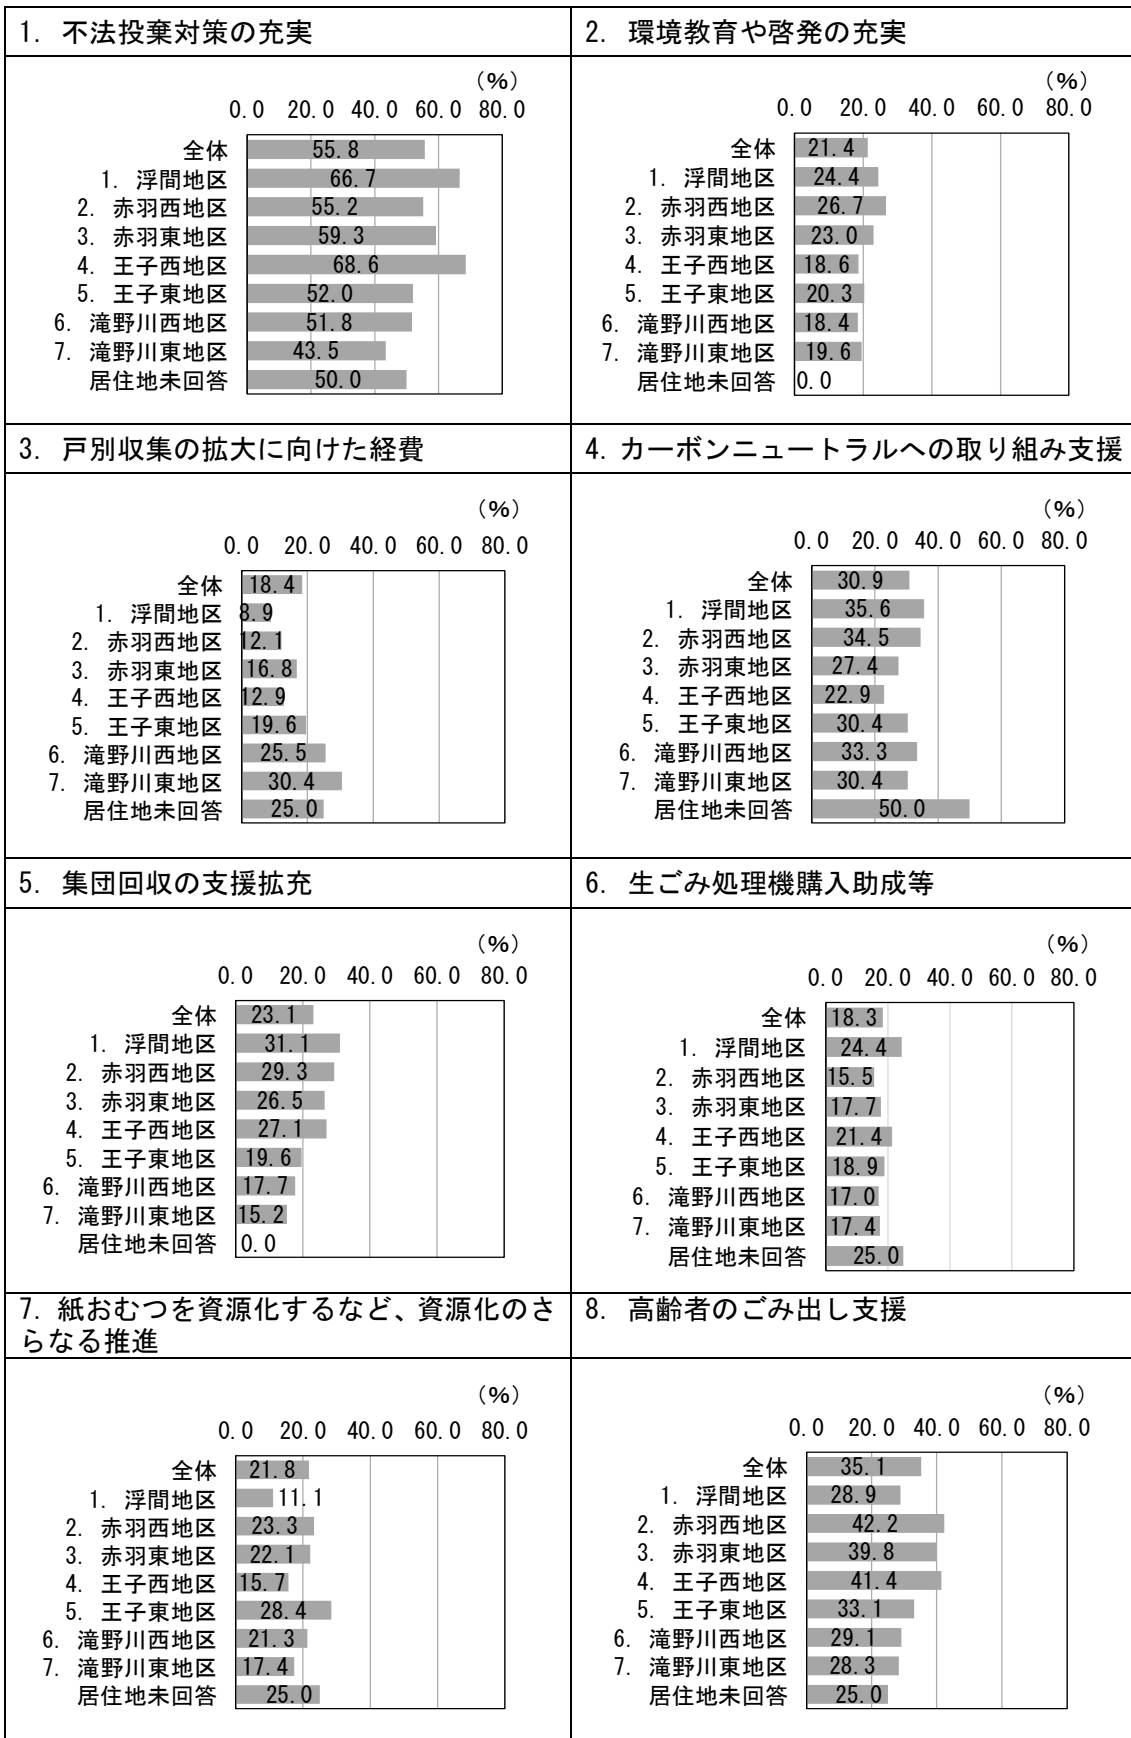 1. 不法投棄対策の充実
(%)
0.0 20.0 40.0 60.0 80.0
全体 55.8
1. 浮間地区 66.7
2. 赤羽西地区 55.2
3. 赤羽東地区 59.3
4. 王子西地区 68.6
5. 王子東地区 52.0
6. 滝野川西地区 51.8
7. 滝野川東地区 43.5
居住地未回答 50.0
2. 環境教育や啓発の充実
(%)
0.0 20.0 40.0 60.0 80.0
全体 21.4
1. 浮間地区 24.4
2. 赤羽西地区 26.7
3. 赤羽東地区 23.0
4. 王子西地区 18.6
5. 王子東地区 20.3
6. 滝野川西地区 18.4
7. 滝野川東地区 19.6
居住地未回答 0.0
3. 戸別収集の拡大に向けた経費
(%)
0.0 20.0 40.0 60.0 80.0
全体 18.4
1. 浮間地区 8.9
2. 赤羽西地区 12.1
3. 赤羽東地区 16.8
4. 王子西地区 12.9
5. 王子東地区 19.6
6. 滝野川西地区 25.5
7. 滝野川東地区 30.4
居住地未回答 25.0
4. カーボンニュートラルへの取り組み支援
(%)
0.0 20.0 40.0 60.0 80.0
全体 30.9
1. 浮間地区 35.6
2. 赤羽西地区 34.5
3. 赤羽東地区 27.4
4. 王子西地区 22.9
5. 王子東地区 30.4
6. 滝野川西地区 33.3
7. 滝野川東地区 30.4
居住地未回答 50.0
5. 集団回収の支援拡充
(%)
0.0 20.0 40.0 60.0 80.0
全体 23.1
1. 浮間地区 31.1
2. 赤羽西地区 29.3
3. 赤羽東地区 26.5
4. 王子西地区 27.1
5. 王子東地区 19.6
6. 滝野川西地区 17.7
7. 滝野川東地区 15.2
居住地未回答 0.0
6. 生ごみ処理機購入助成等
(%)
0.0 20.0 40.0 60.0 80.0
全体 18.3
1. 浮間地区 24.4
2. 赤羽西地区 15.5
3. 赤羽東地区 17.7
4. 王子西地区 21.4
5. 王子東地区 18.9
6. 滝野川西地区 17.0
7. 滝野川東地区 17.4
居住地未回答 25.0
7. 紙おむつを資源化するなど、資源化のさ
らなる推進
(%)
0.0 20.0 40.0 60.0 80.0
全体 21.8
1. 浮間地区 11.1
2. 赤羽西地区 23.3
3. 赤羽東地区 22.1
4. 王子西地区 15.7
5. 王子東地区 28.4
6. 滝野川西地区 21.3
7. 滝野川東地区 17.4
居住地未回答 25.0
8. 高齢者のごみ出し支援
(%)
0.0 20.0 40.0 60.0 80.0
全体 35.1
1. 浮間地区 28.9
2. 赤羽西地区 42.2
3. 赤羽東地区 39.8
4. 王子西地区 41.4
5. 王子東地区 33.1
6. 滝野川西地区 29.1
7. 滝野川東地区 28.3
居住地未回答 25.0